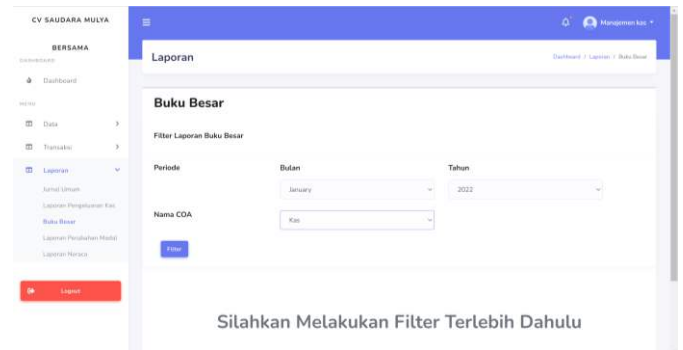 CV SAUDARA MULYA
BERSAMA
DASHBOARD
Dashboard
MENU
Data
Transaksi
Laporan
Jurnal Umum
Laporan Pengeluaran Kas
Buku Besar
Laporan Perubahan Modal
Laporan Neraca
Logout
Manajemen kas
Laporan
Dashboard / Laporan / Buku Besar
Buku Besar
Filter Laporan Buku Besar
Periode
Bulan
Tahun
January
2022
Nama COA
Kas
Filter
Silahkan Melakukan Filter Terlebih Dahulu